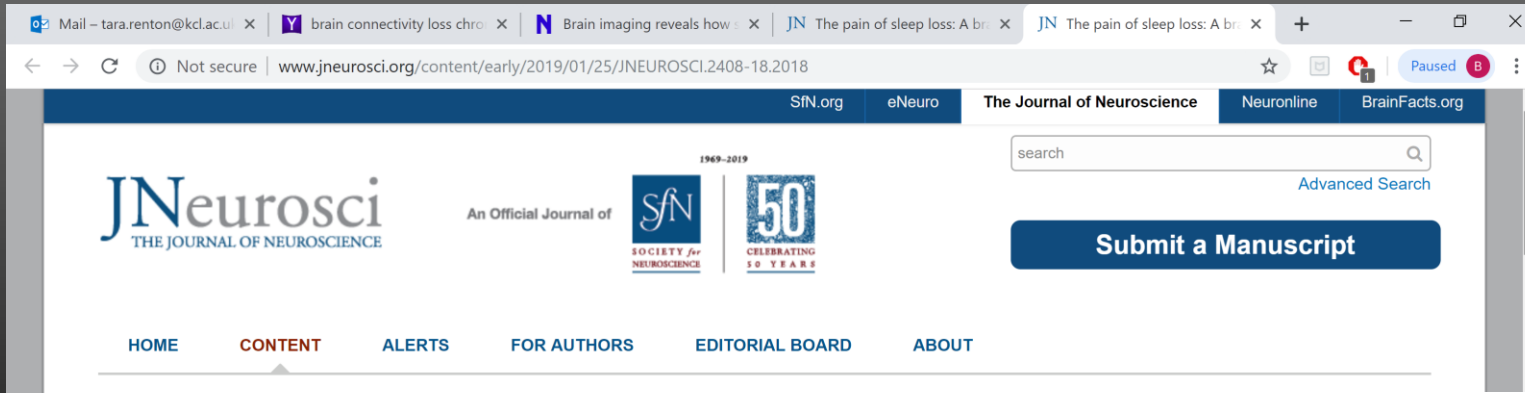 Mail – tara.renton@kcl.ac.u
brain connectivity loss chro
Brain imaging reveals how s
JN The pain of sleep loss: A bra
JN The pain of sleep loss: A bra
Not secure | www.jneurosci.org/content/early/2019/01/25/JNEUROSCI.2408-18.2018
1
Paused B
SfN.org eNeuro The Journal of Neuroscience Neuronline BrainFacts.org
search
Advanced Search
JNeurosci
THE JOURNAL OF NEUROSCIENCE
An Official Journal of
SfN
SOCIETY for
NEUROSCIENCE
1969–2019
50
CELEBRATING
50 YEARS
Submit a Manuscript
HOME CONTENT ALERTS FOR AUTHORS EDITORIAL BOARD ABOUT